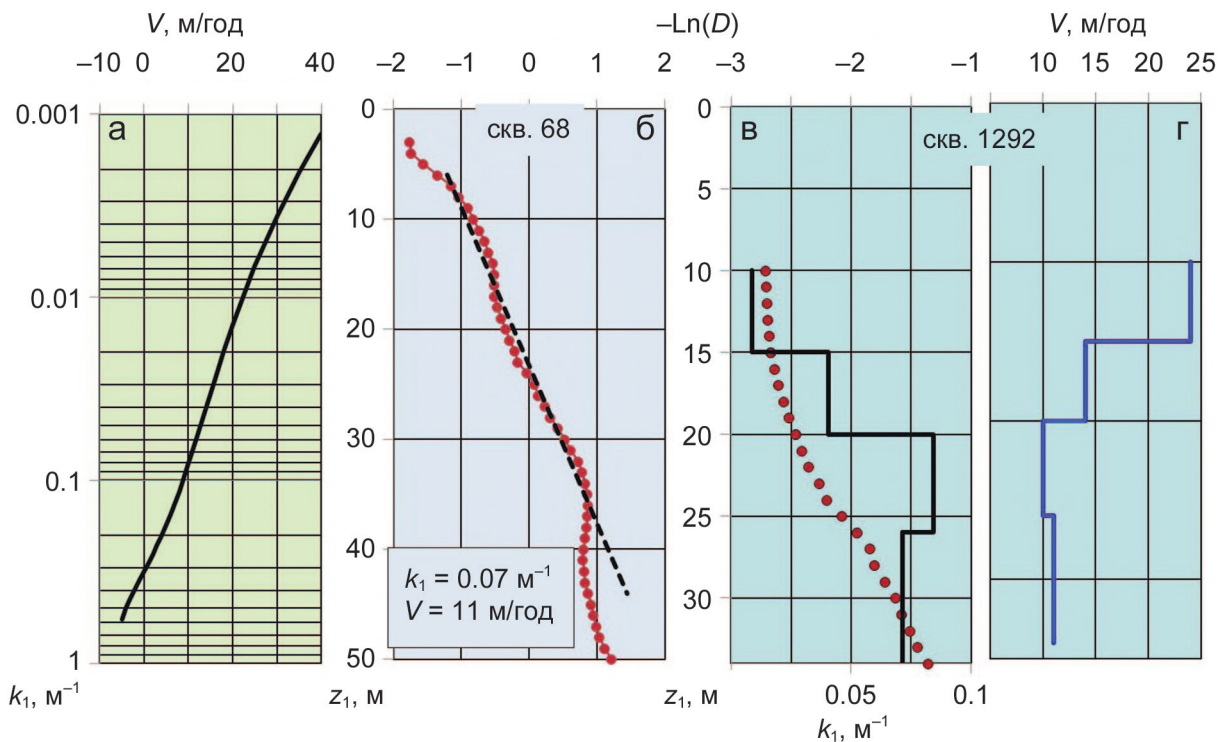 V, м/год
–Ln(D)
V, м/год
–10 0 20 40
–2 –1 0 1 2
–3 –2 –1
10 15 20 25
0.001
0.01
0.1
1
k₁, м⁻¹
а
0
10
20
30
40
50
z₁, м
скв. 68
б
k₁ = 0.07 м⁻¹
V = 11 м/год
0
5
10
15
20
25
30
z₁, м
в
скв. 1292
г
0.05 0.1
k₁, м⁻¹